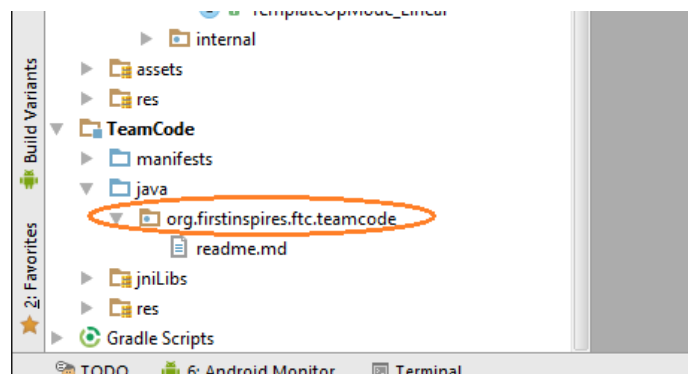 TemplateOpMode_Linear
internal
assets
res
TeamCode
manifests
java
org.firstinspires.ftc.teamcode
readme.md
jniLibs
res
Gradle Scripts
Build Variants
2: Favorites
TODO
6: Android Monitor
Terminal